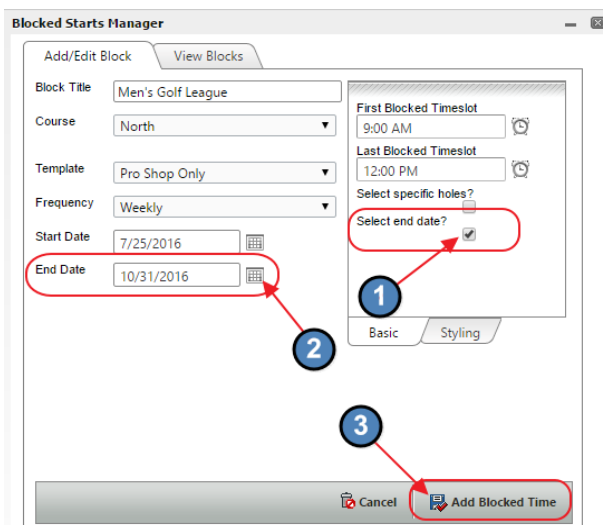 Blocked Starts Manager
Add/Edit Block
View Blocks
Block Title
Men's Golf League
Course
North
Template
Pro Shop Only
Frequency
Weekly
Start Date
7/25/2016
End Date
10/31/2016
First Blocked Timeslot
9:00 AM
Last Blocked Timeslot
12:00 PM
Select specific holes?
Select end date?
1
2
Basic
Styling
3
Cancel
Add Blocked Time